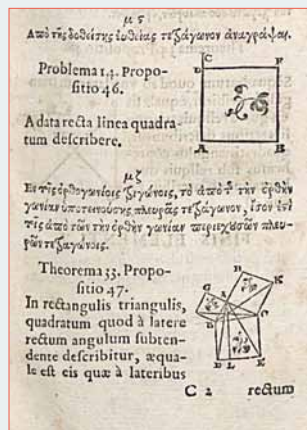 μς
Ἀπὸ τῆς δοθείσης εὐθείας τετράγωνον ἀναγράψαι.
Problema 14. Propo-
sitio 46.
A data recta linea quadra-
tum describere.
C
D F
A B
μζ
Ἐν τοῖς ὀρθογωνίοις τριγώνοις, τὸ ἀπὸ τῆς τὴν ὀρθὴν
γωνίαν ὑποτεινούσης πλευρᾶς τετράγωνον, ἴσον ἐστὶ
τοῖς ἀπὸ τῶν τὴν ὀρθὴν γωνίαν περιεχουσῶν πλευ-
ρῶν τετραγώνοις.
Theorema 33. Propo-
sitio 47.
In rectangulis triangulis,
quadratum quod à latere
rectum angulum subten-
dente describitur, æqua-
le est eis quæ à lateribus
C 2 rectum